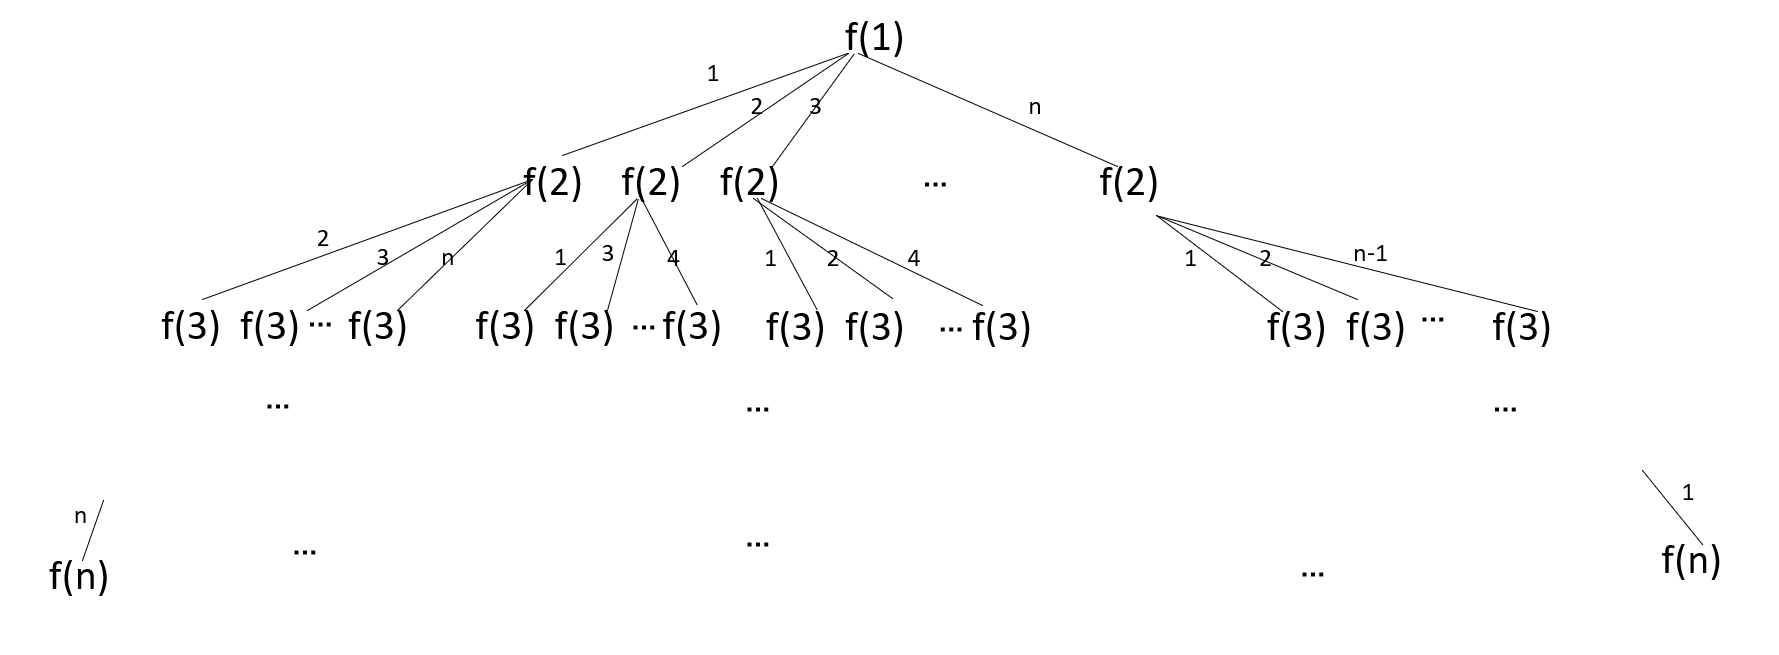 f(1)
1
2 3 n
f(2) f(2) f(2) ... f(2)
2 3 n 1 3 4 1 2 4 1 2 n-1
f(3) f(3) ... f(3) f(3) f(3) ... f(3) f(3) f(3) ... f(3) f(3) f(3) ... f(3)
... ... ...
n 1
f(n) ... ... ... f(n)